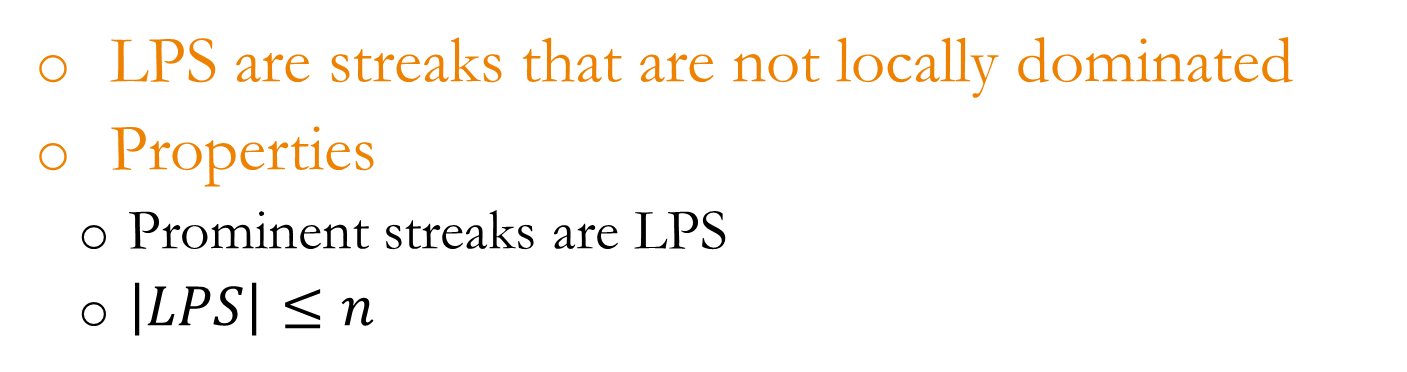 ○ LPS are streaks that are not locally dominated
○ Properties
○ Prominent streaks are LPS
○ |LPS| ≤ n